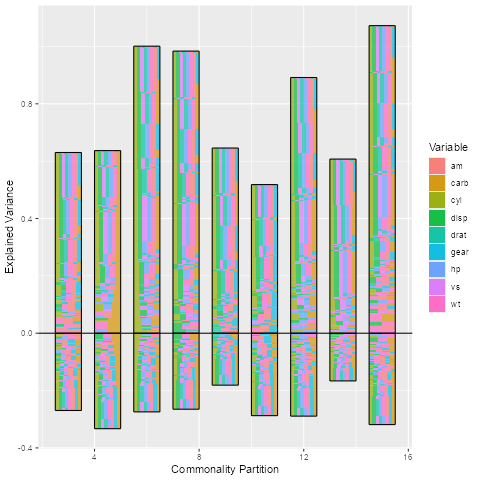 0.8
0.4
0.0
-0.4
4
8
12
16
Commonality Partition
Explained Variance
Variable
am
carb
cyl
disp
drat
gear
hp
vs
wt